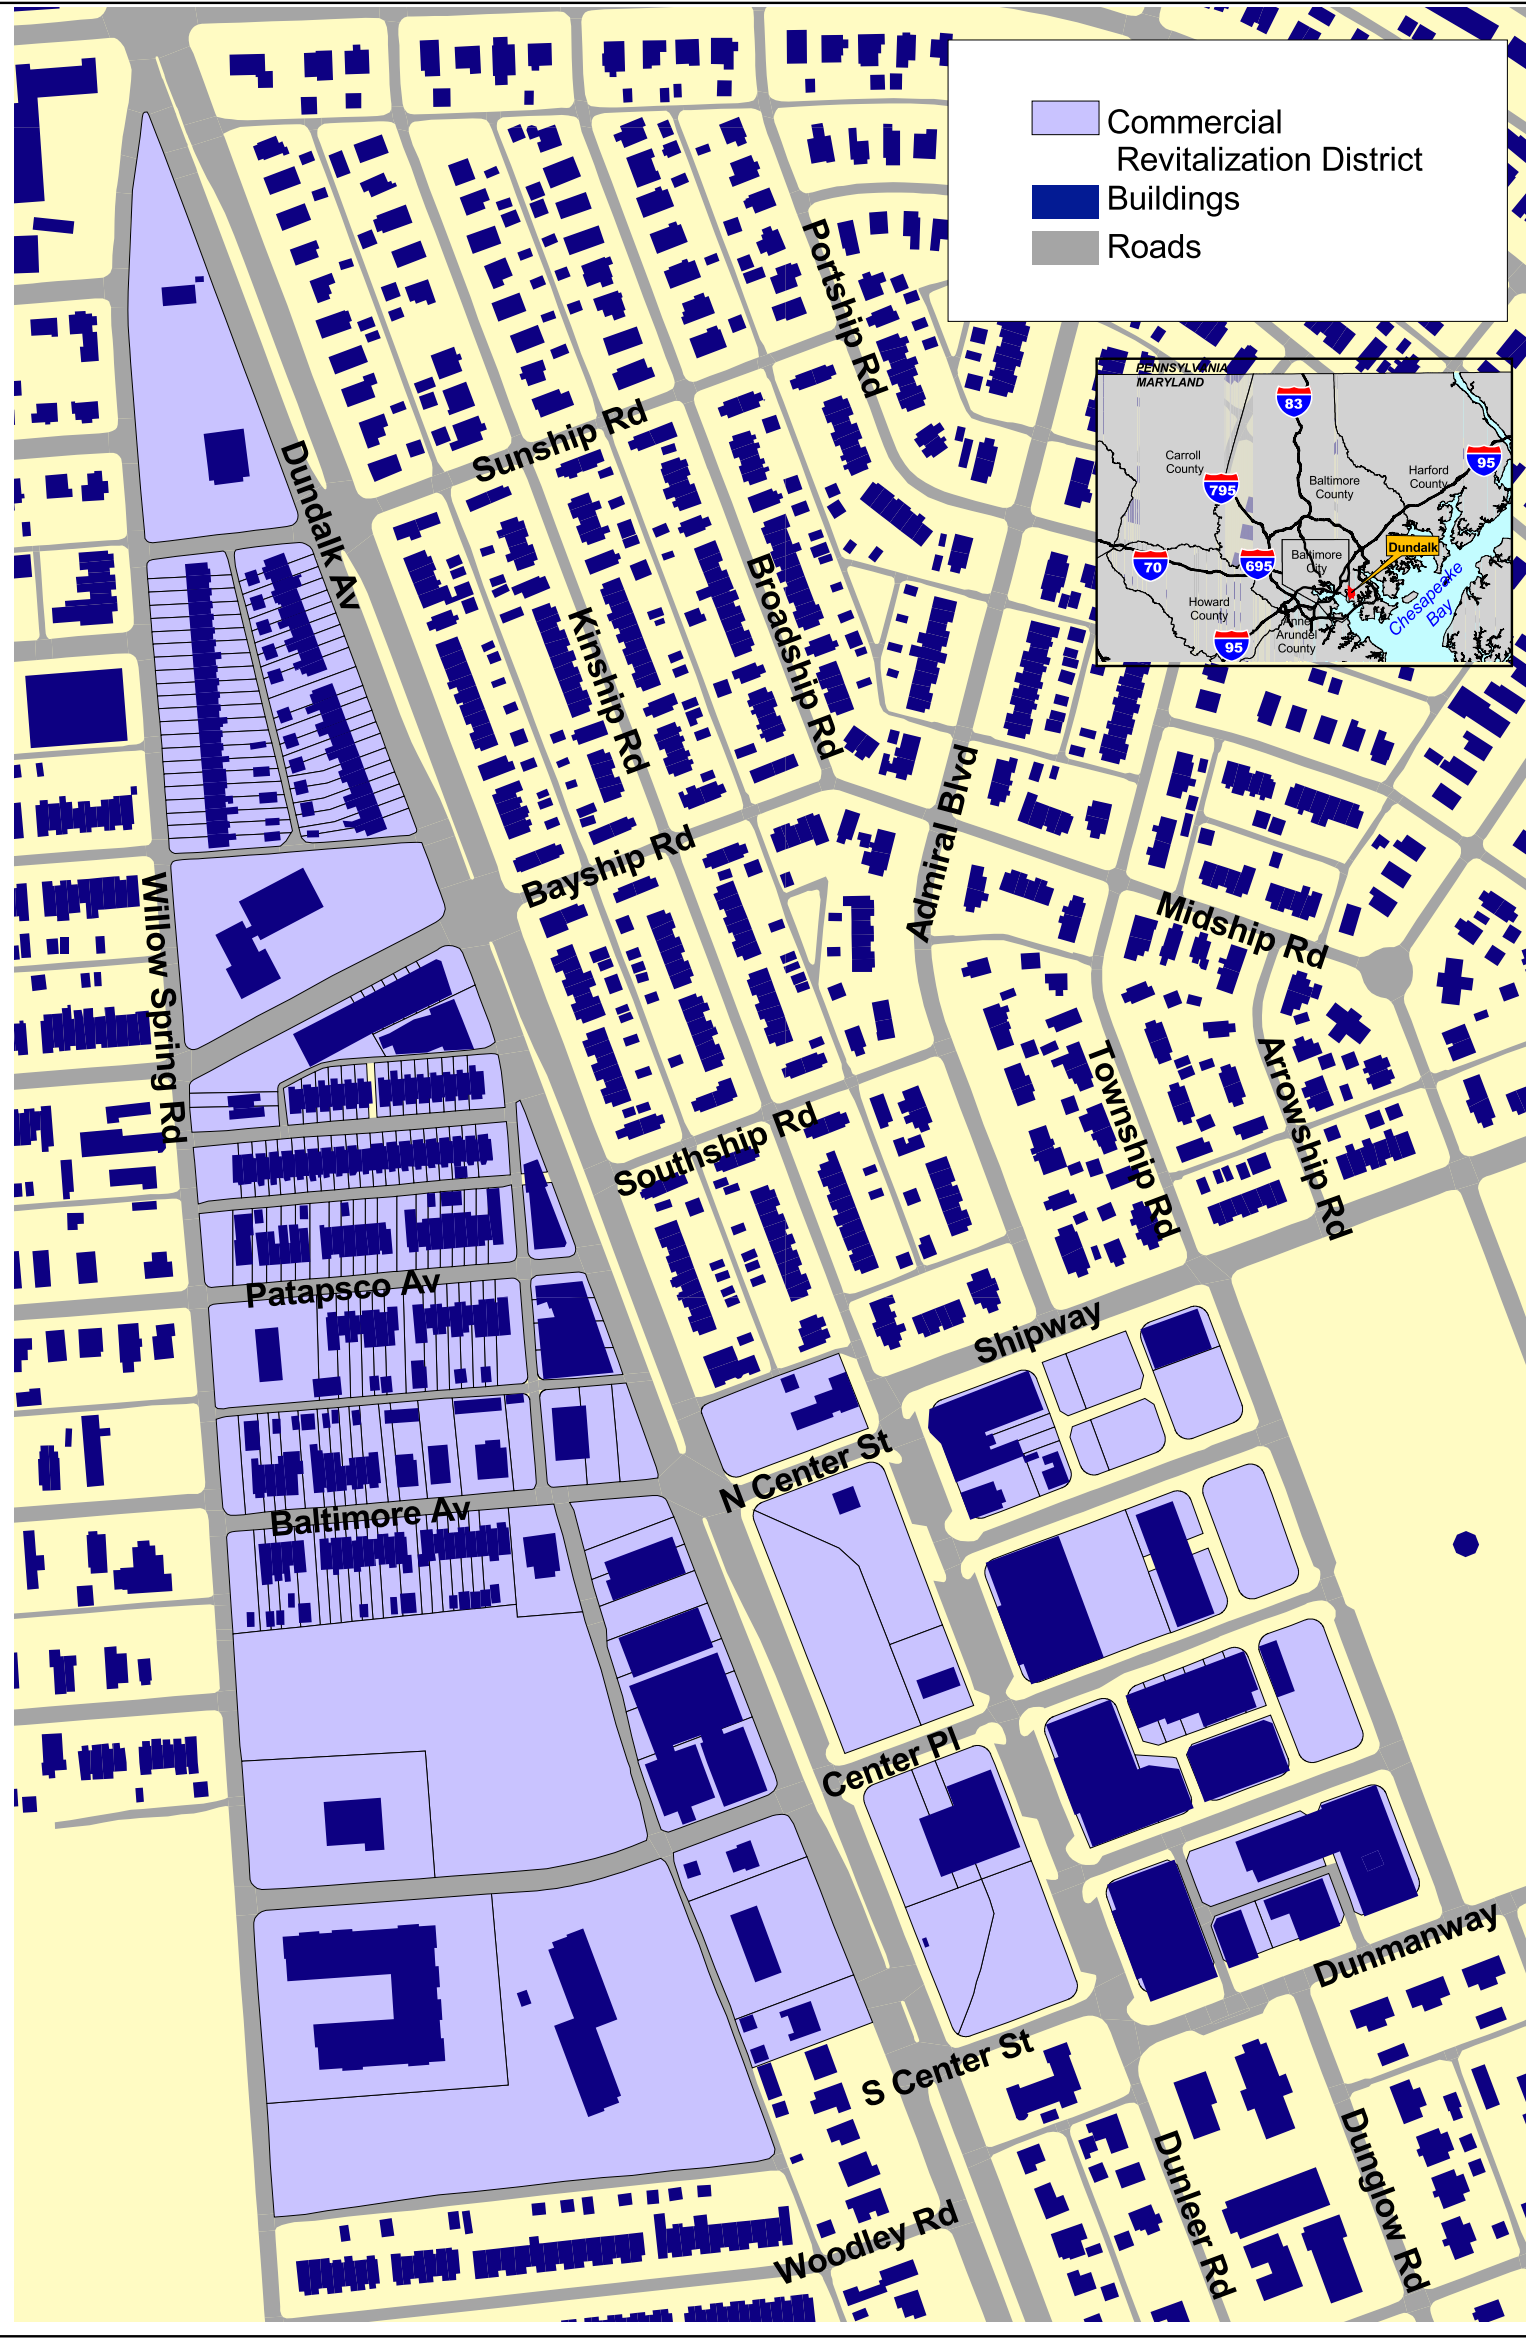 Commercial
Revitalization District
Buildings
Roads
Portship Rd
PENNSYLVANIA
MARYLAND
83
Carroll
County
95
Harford
County
795
Baltimore
County
Dundalk
Baltimore
City
70
695
Howard
County
Anne
Arundel
County
95
Chesapeake
Bay
Sunship Rd
Dundalk Av
Broadship Rd
Kinship Rd
Admiral Blvd
Bayship Rd
Willow Spring Rd
Midship Rd
Township Rd
Arrowship Rd
Southship Rd
Patapsco Av
Shipway
N Center St
Baltimore Av
Center Pl
Dunmanway
S Center St
Dunleer Rd
Dunglow Rd
Woodley Rd